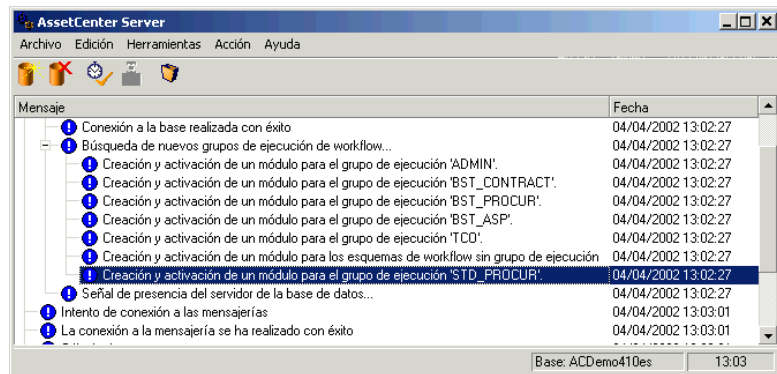 AssetCenter Server
Archivo Edición Herramientas Acción Ayuda
Mensaje Fecha
Conexión a la base realizada con éxito 04/04/2002 13:02:27
Búsqueda de nuevos grupos de ejecución de workflow... 04/04/2002 13:02:27
Creación y activación de un módulo para el grupo de ejecución 'ADMIN'. 04/04/2002 13:02:27
Creación y activación de un módulo para el grupo de ejecución 'BST_CONTRACT'. 04/04/2002 13:02:27
Creación y activación de un módulo para el grupo de ejecución 'BST_PROCUR'. 04/04/2002 13:02:27
Creación y activación de un módulo para el grupo de ejecución 'BST_ASP'. 04/04/2002 13:02:27
Creación y activación de un módulo para el grupo de ejecución 'TCO'. 04/04/2002 13:02:27
Creación y activación de un módulo para los esquemas de workflow sin grupo de ejecución 04/04/2002 13:02:27
Creación y activación de un módulo para el grupo de ejecución 'STD_PROCUR'. 04/04/2002 13:02:27
Señal de presencia del servidor de la base de datos... 04/04/2002 13:02:27
Intento de conexión a las mensajerías 04/04/2002 13:03:01
La conexión a la mensajería se ha realizado con éxito 04/04/2002 13:03:01
Base: ACDemo410es 13:03